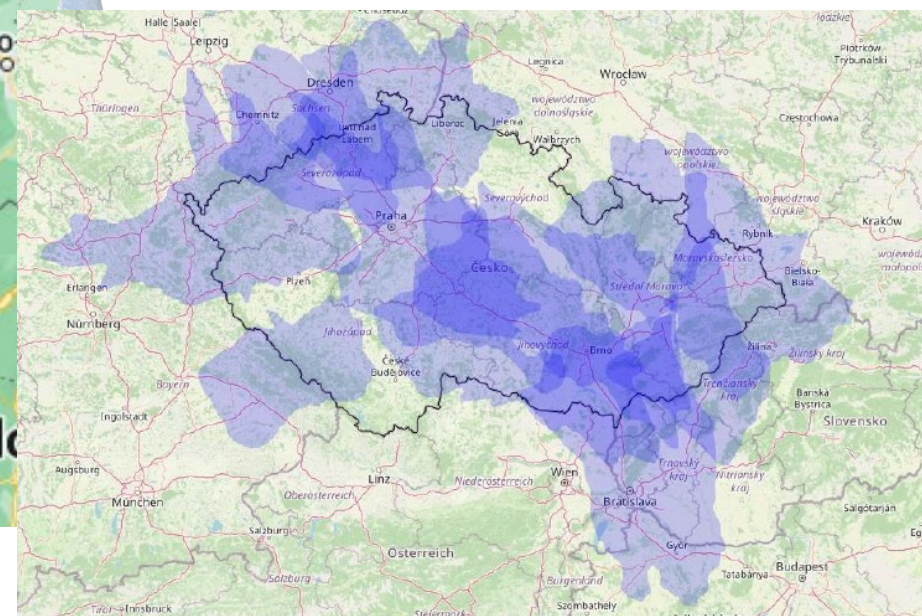 Halle (Saale)
Leipzig
Legnica
Wrocław
Piotrków
Trybunalski
Dresden
Thüringen
Chemnitz
Sachsen
Ústí nad
Labem
Liberec
Jelenia
Wałbrzych
województwo
dolnośląskie
Częstochowa
województwo
opolskie
Severozápad
Severovýchod
województwo
śląskie
Kraków
Praha
Rybnik
Moravskoslezsko
Bielsko-
Biała
Česko
Plzeň
Střední Morava
Erlangen
Nürnberg
Jihozápad
Jihovýchod
Brno
Žilina
Žilinský kraj
České
Budějovice
Bayern
Trenčiansky
kraj
Banská
Bystrica
Slovensko
Ingolstadt
Augsburg
München
Linz
Niederösterreich
Oberösterreich
Wien
Trnavský
kraj
Nitriansky
kraj
Bratislava
Salgótarján
Salzburg
Österreich
Győr
Tatabánya
Budapest
Burgenland
Szombathely
Salzburg
Tirol
Innsbruck